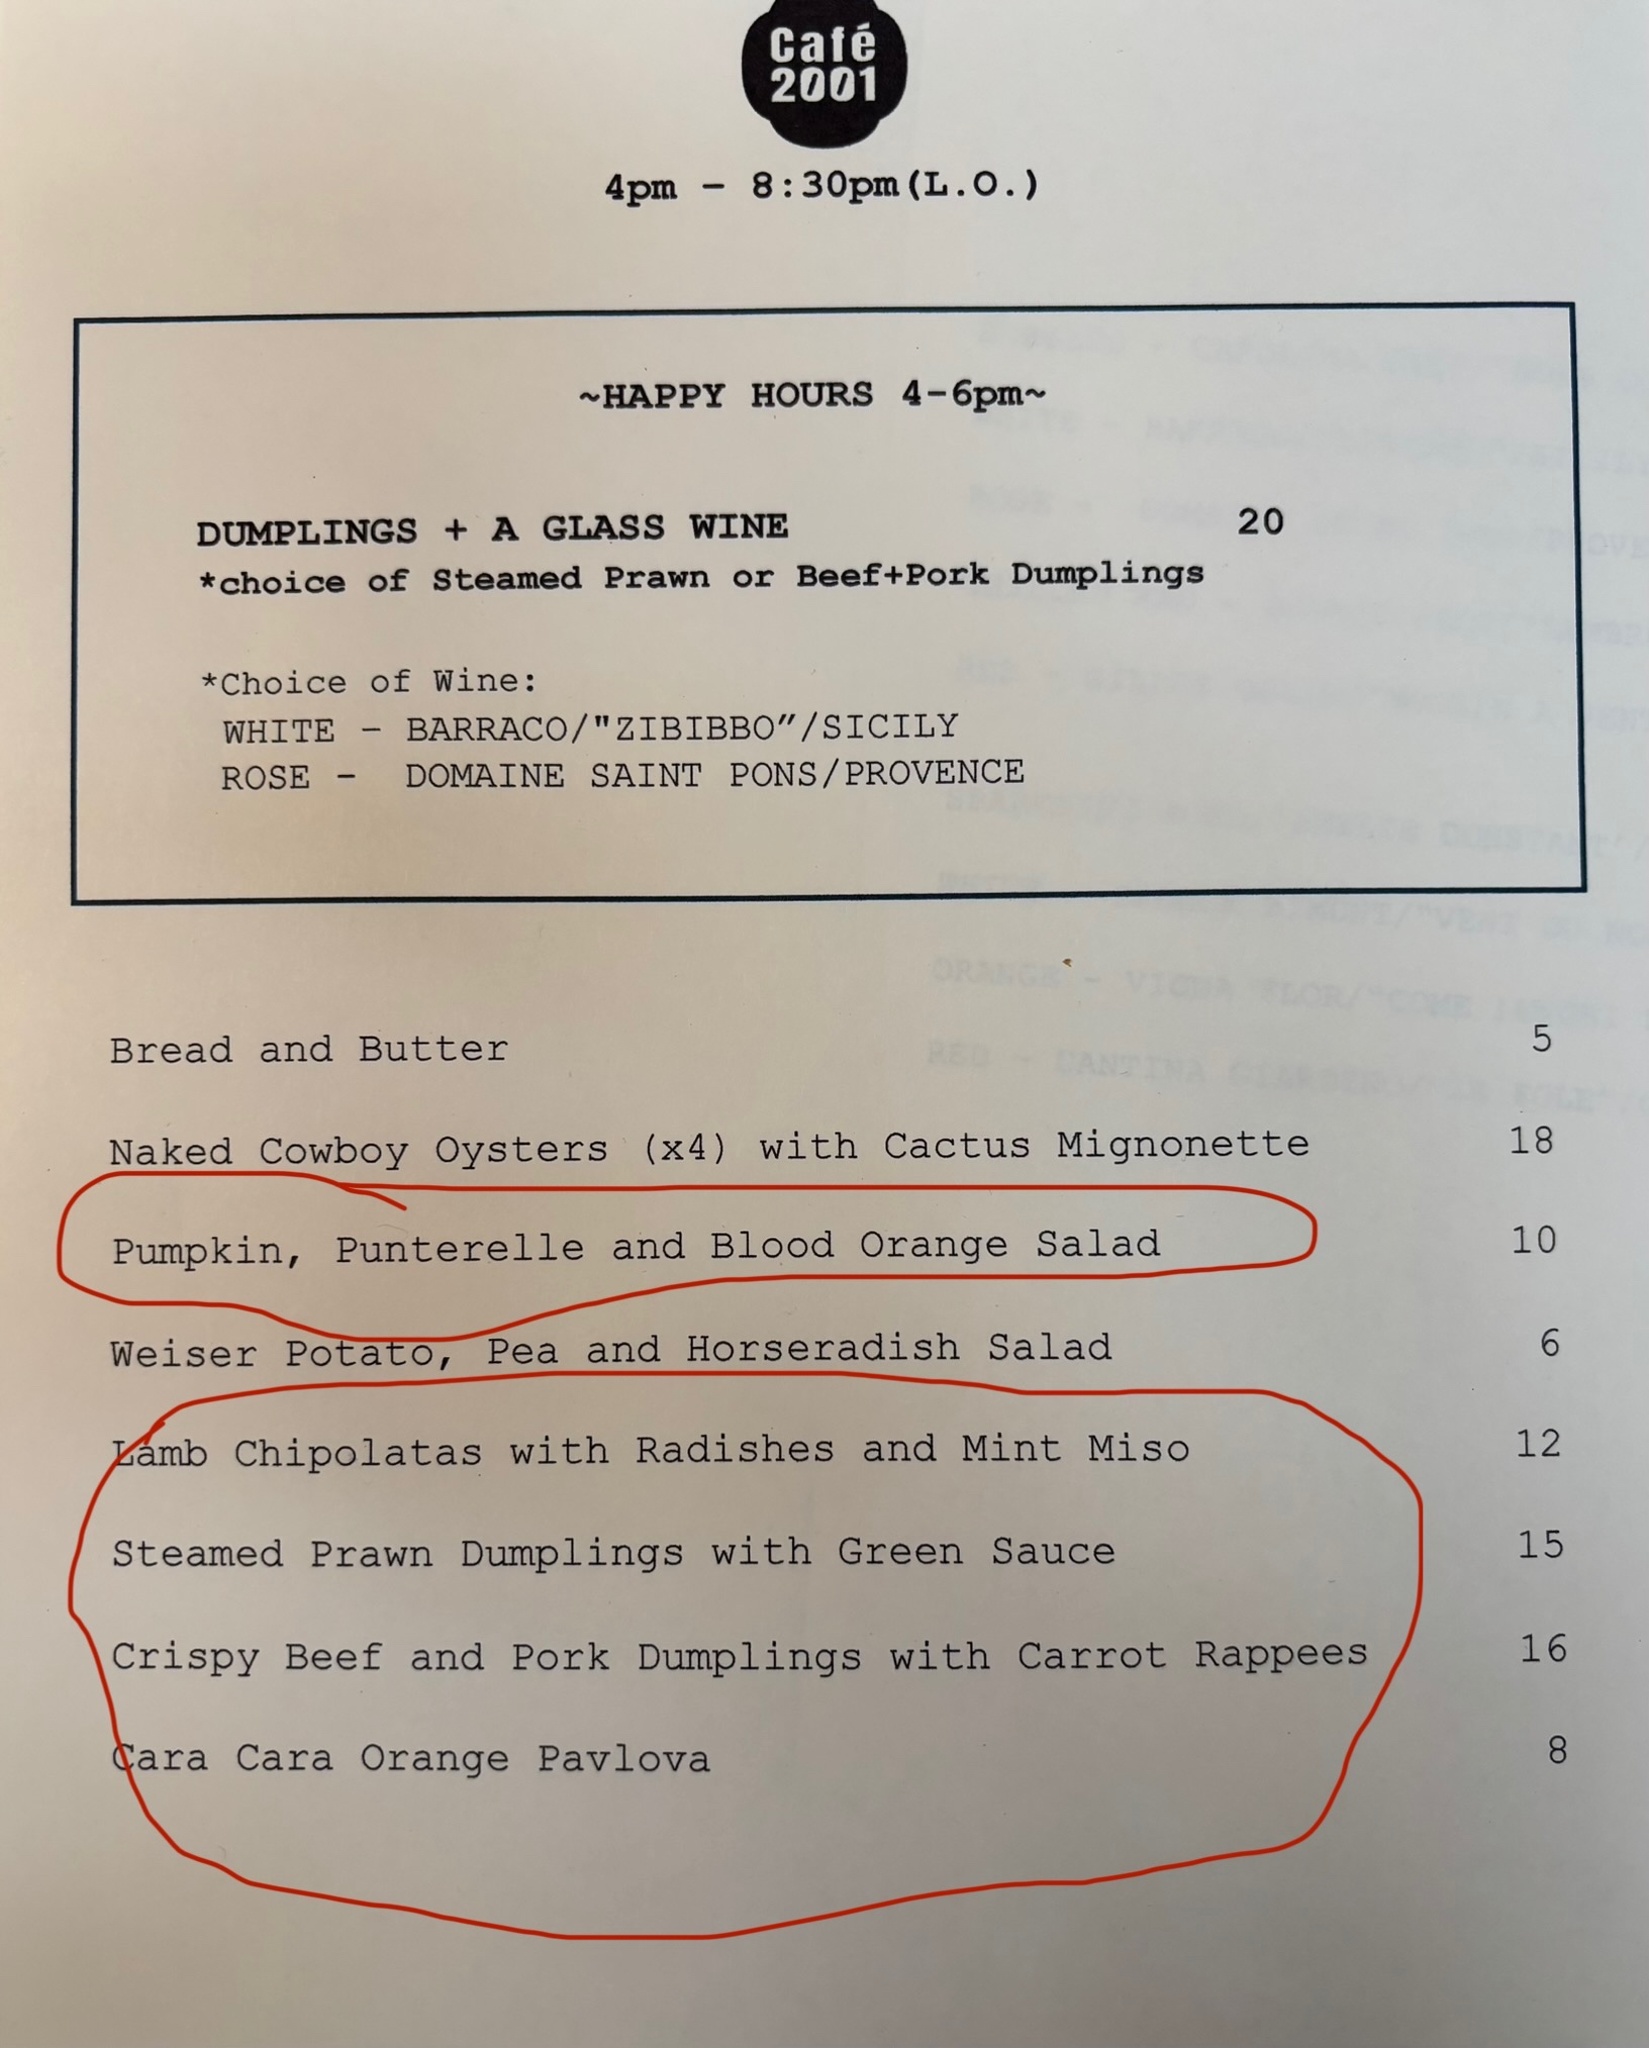 Café
2001
4pm – 8:30pm(L.O.)
~HAPPY HOURS 4-6pm~
DUMPLINGS + A GLASS WINE 20
*choice of Steamed Prawn or Beef+Pork Dumplings
*Choice of Wine:
WHITE – BARRACO/"ZIBIBBO"/SICILY
ROSE – DOMAINE SAINT PONS/PROVENCE
Bread and Butter 5
Naked Cowboy Oysters (x4) with Cactus Mignonette 18
Pumpkin, Punterelle and Blood Orange Salad 10
Weiser Potato, Pea and Horseradish Salad 6
Lamb Chipolatas with Radishes and Mint Miso 12
Steamed Prawn Dumplings with Green Sauce 15
Crispy Beef and Pork Dumplings with Carrot Rappees 16
Cara Cara Orange Pavlova 8